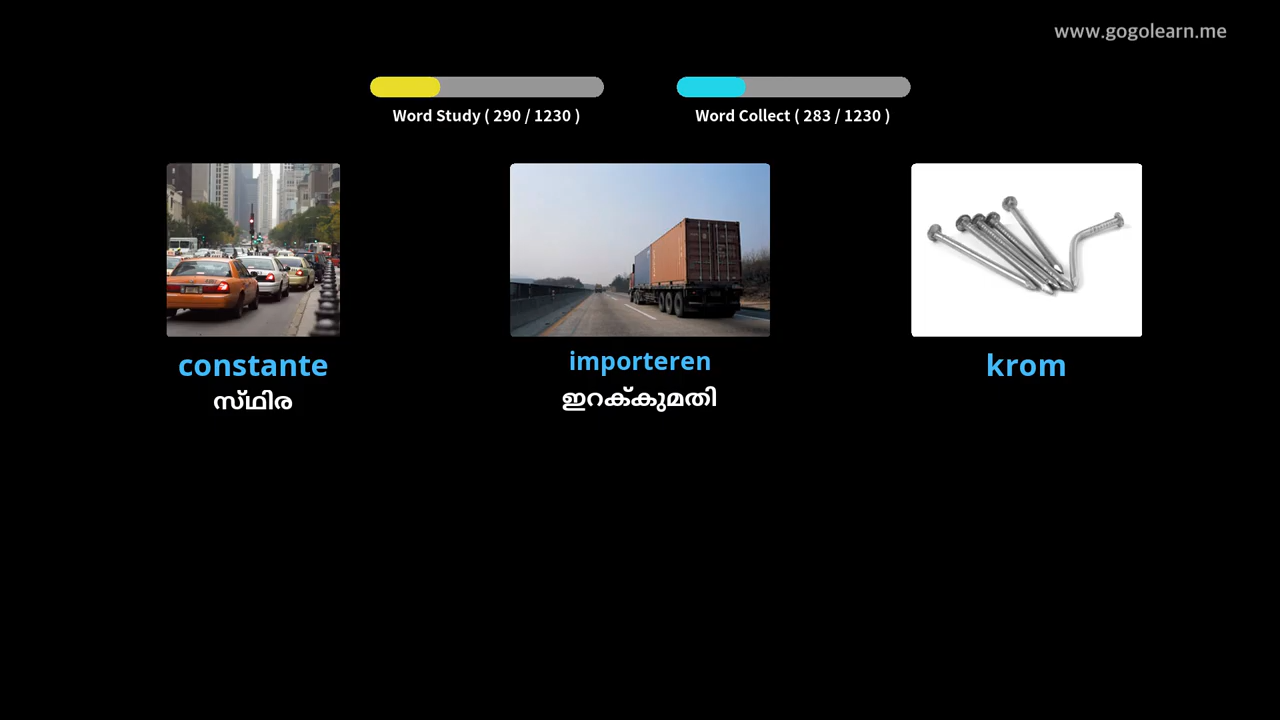 www.gogolearn.me
Word Study ( 290 / 1230 )
Word Collect ( 283 / 1230 )
constante
importeren
krom
സ്ഥിര
ഇറക്കുമതി